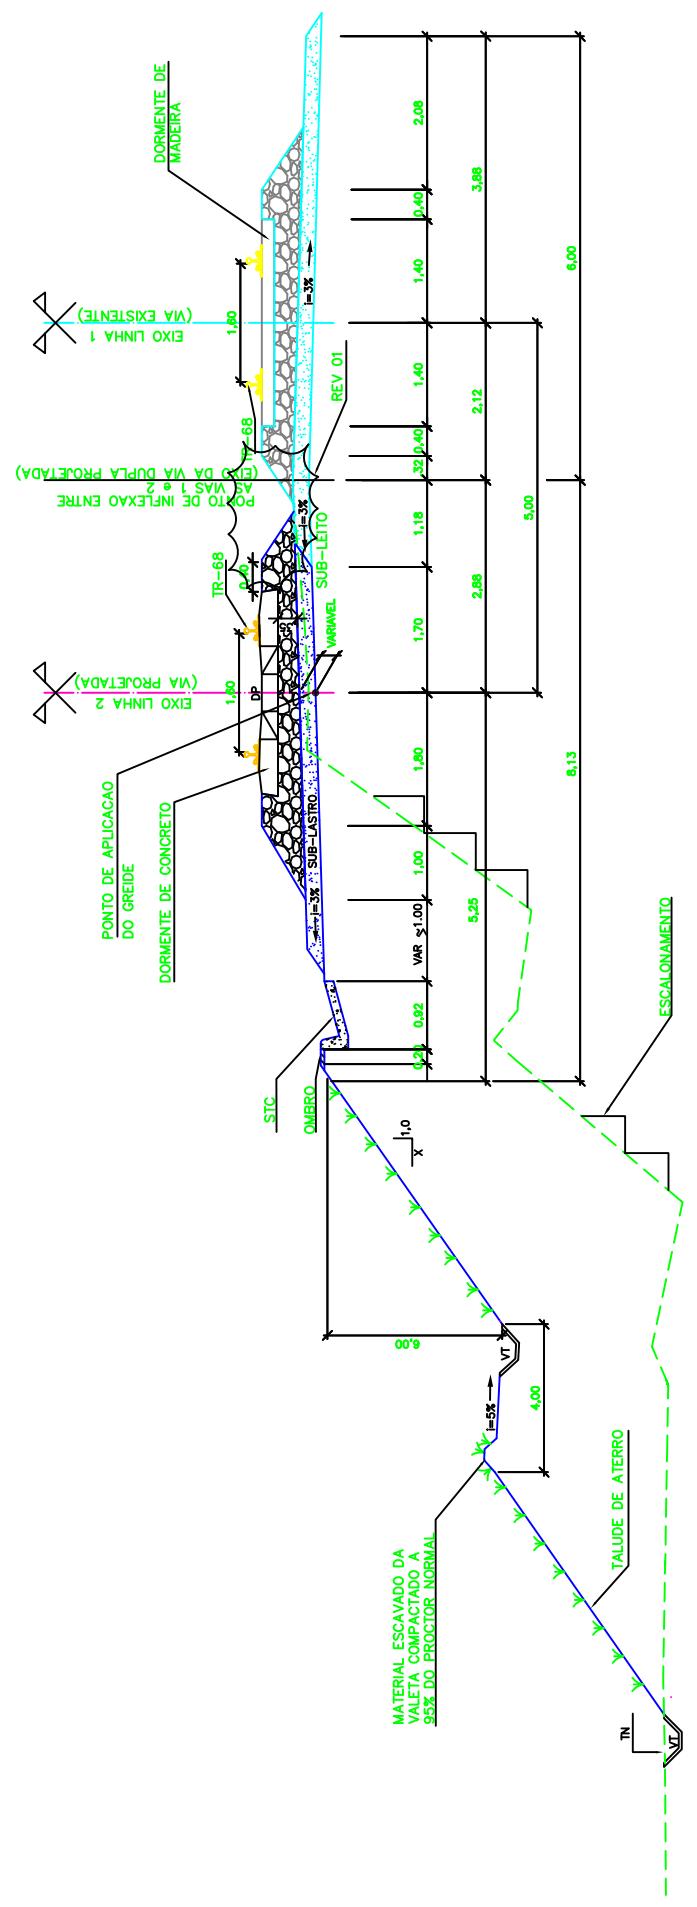 DORMENTE DE
MADEIRA
2,08
0.40
1,40
3,88
6,00
i=3%
1,60
EIXO LINHA 1
(VIA EXISTENTE)
1,40
0,40
,32
2,12
5,00
REV 01
TR-68
PONTO DE INFLEXAO ENTRE
AS VIAS 1 e 2
(EIXO DA VIA DUPLA PROJETADA)
i=3%
SUB-LEITO
1,18
TR-68
0,40
VARIAVEL
1,70
2,88
1,60
DP
EIXO LINHA 2
(VIA PROJETADA)
1,80
8,13
PONTO DE APLICACAO
DO GREIDE
DORMENTE DE CONCRETO
SUB-LASTRO
i=3%
1,00
VAR >~1.00
5,25
0,92
0,20
STC
OMBRO
ESCALONAMENTO
1,0
X
6,00
VT
i=5%
4,00
MATERIAL ESCAVADO DA
VALETA COMPACTADO A
95% DO PROCTOR NORMAL
TALUDE DE ATERRO
TN
VT